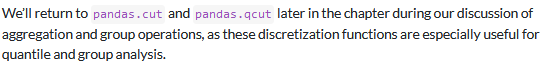 We'll return to pandas.cut and pandas.qcut later in the chapter during our discussion of
aggregation and group operations, as these discretization functions are especially useful for
quantile and group analysis.